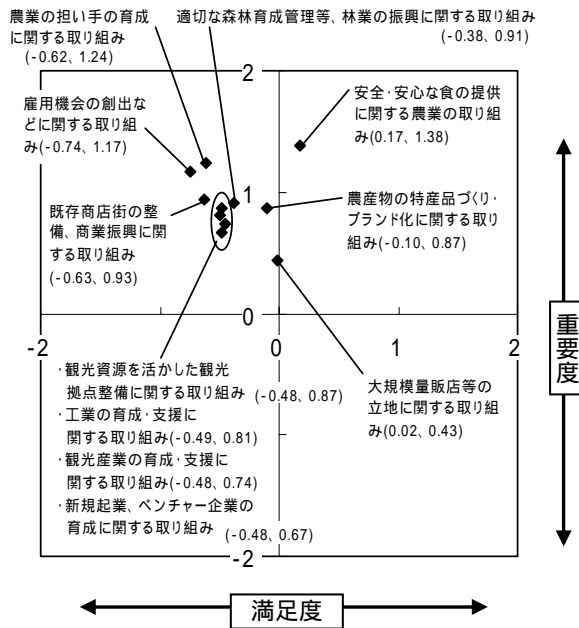 農業の担い手の育成
に関する取り組み
(-0.62、1.24)
適切な森林育成管理等、林業の振興に関する取り組み
(-0.38、0.91)
雇用機会の創出な
どに関する取り組
み(-0.74、1.17)
安全・安心な食の提供
に関する農業の取り
組み(0.17、1.38)
既存商店街の整
備、商業振興に関
する取り組み
(-0.63、0.93)
農産物の特産品づくり・
ブランド化に関する取り
組み(-0.10、0.87)
2
1
0
-2
-1
0
1
2
-2
・観光資源を活かした観光
拠点整備に関する取り組み
(-0.48、0.87)
・工業の育成・支援に
関する取り組み(-0.49、0.81)
・観光産業の育成・支援に
関する取り組み(-0.48、0.74)
・新規起業、ベンチャー企業の
育成に関する取り組み
(-0.48、0.67)
大規模量販店等の
立地に関する取り組
み(0.02、0.43)
重要度
満足度